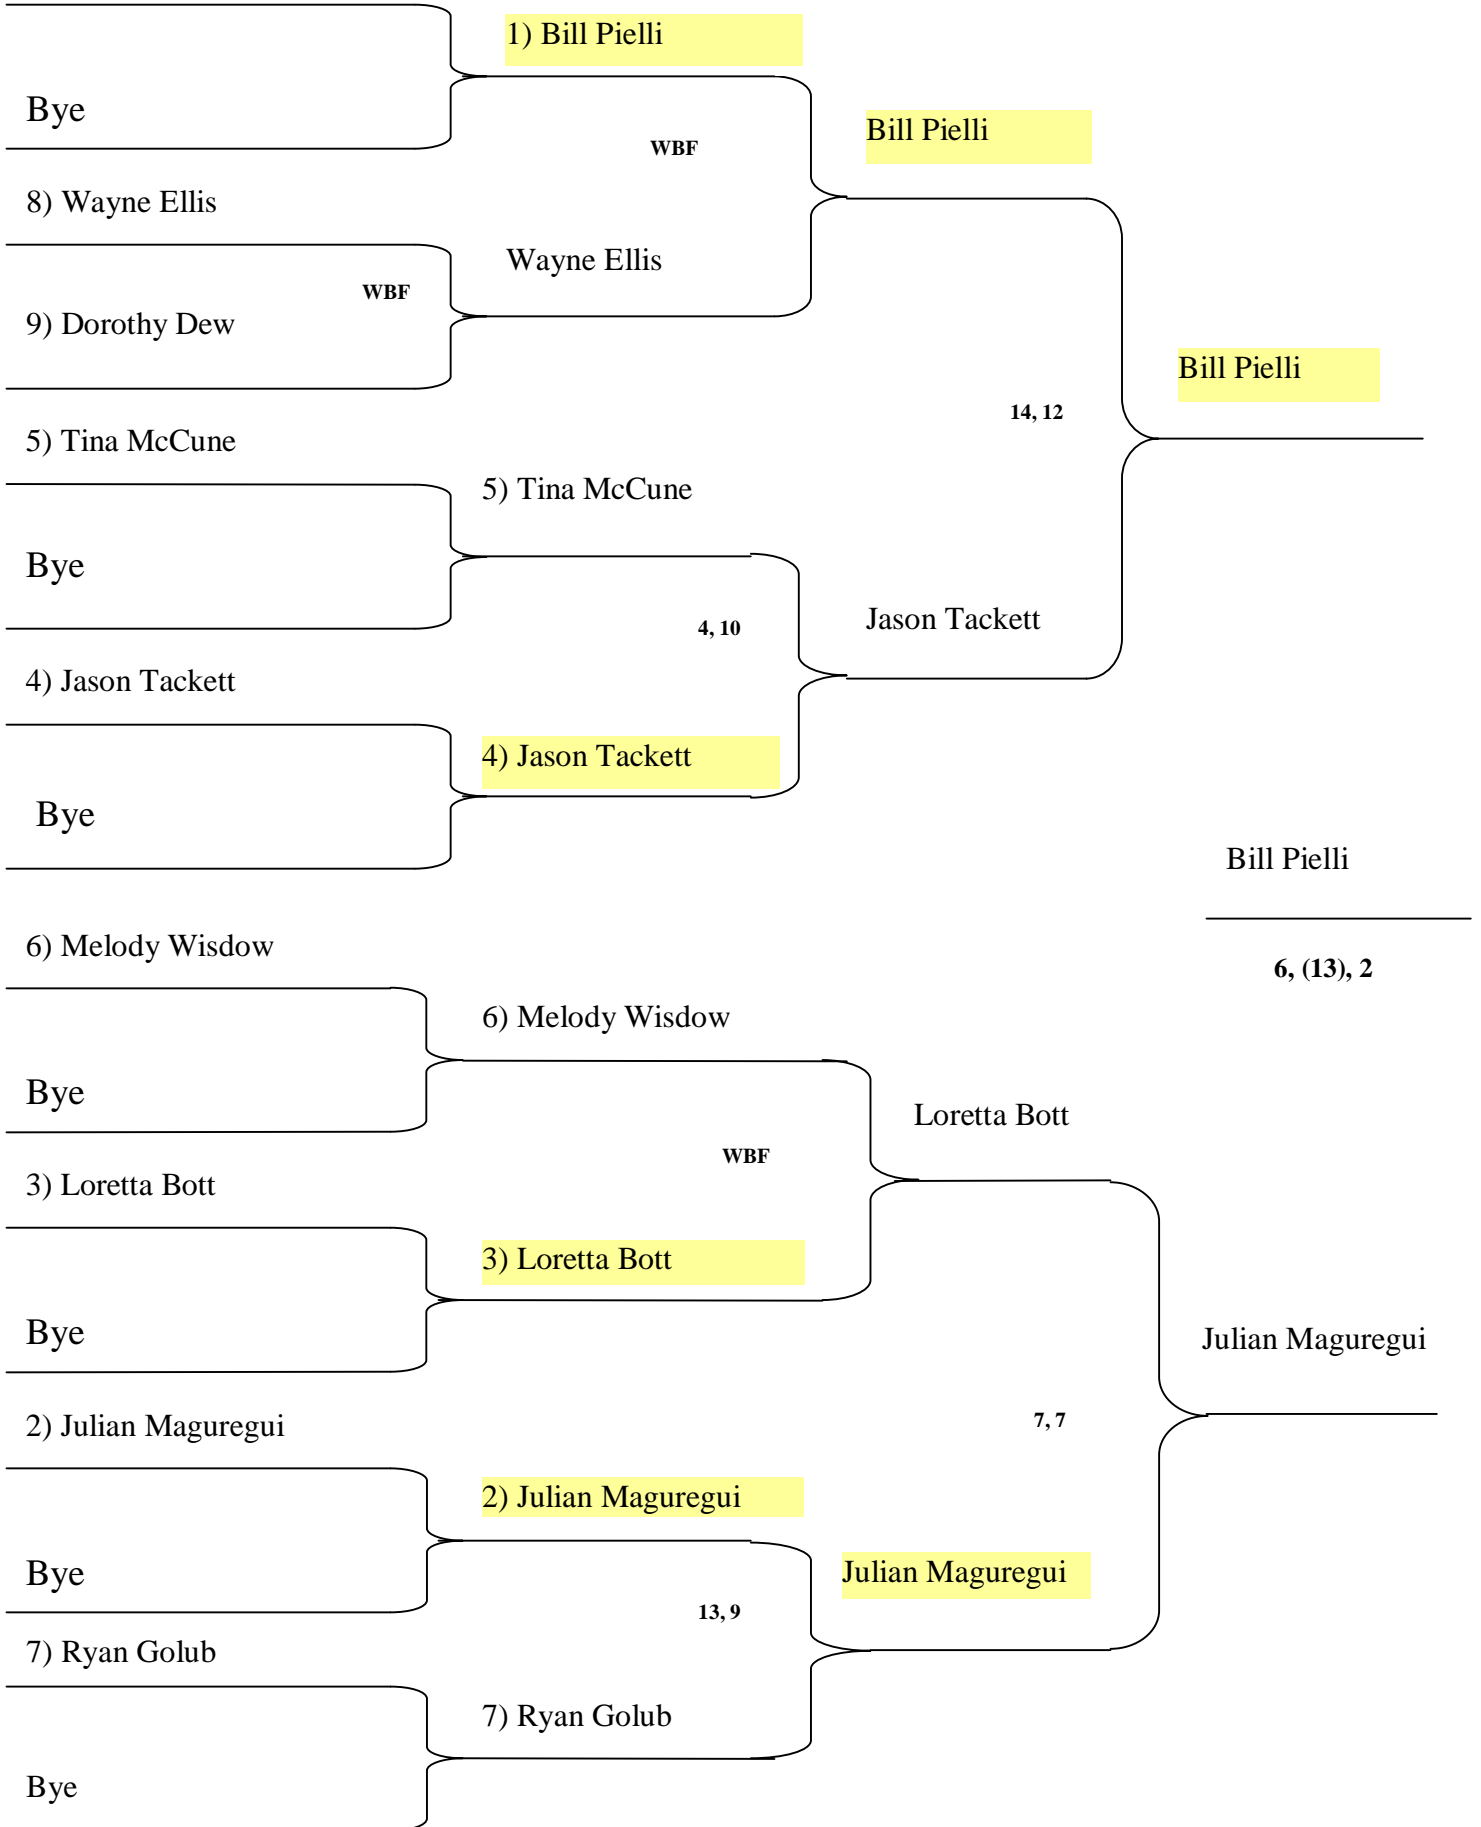 1) Bill Pielli
Bye
WBF
Bill Pielli
8) Wayne Ellis
Wayne Ellis
WBF
9) Dorothy Dew
Bill Pielli
14, 12
5) Tina McCune
5) Tina McCune
Bye
4, 10
Jason Tackett
4) Jason Tackett
4) Jason Tackett
Bye
Bill Pielli
6, (13), 2
6) Melody Wisdow
6) Melody Wisdow
Bye
Loretta Bott
WBF
3) Loretta Bott
3) Loretta Bott
Bye
Julian Maguregui
7, 7
2) Julian Maguregui
2) Julian Maguregui
Bye
Julian Maguregui
13, 9
7) Ryan Golub
7) Ryan Golub
Bye